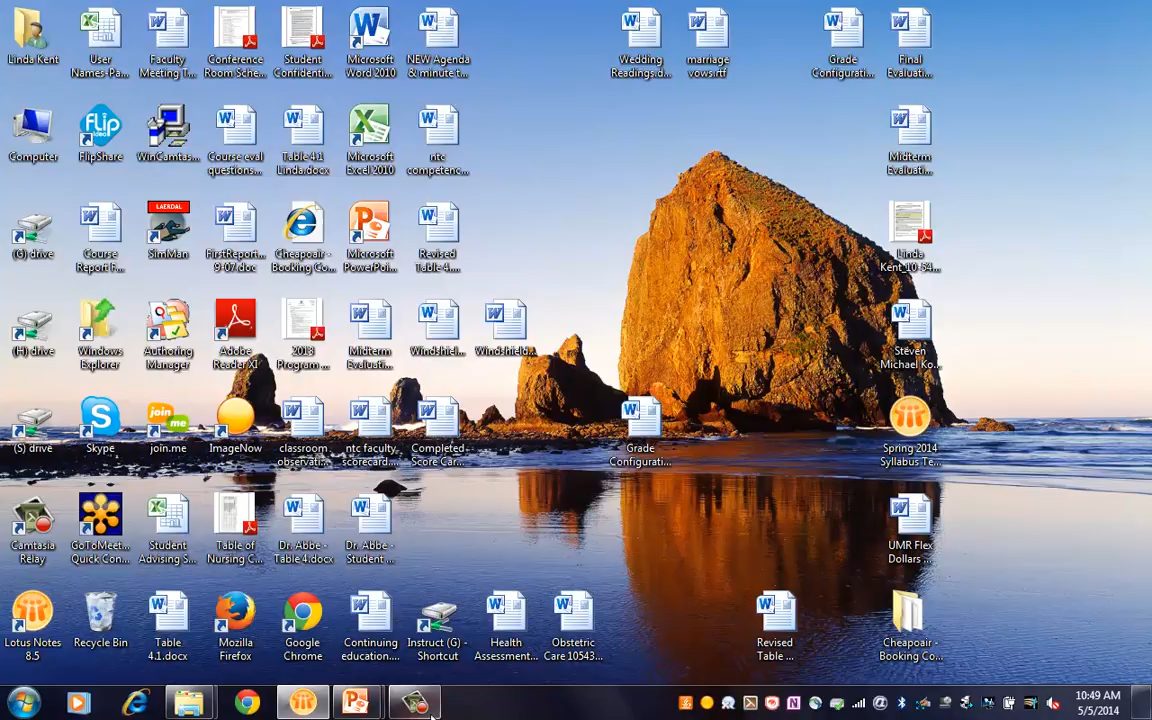 Linda Kent
User
Names-Pa...
Faculty
Meeting T...
Conference
Room Sche...
Student
Confidenti...
Microsoft
Word 2010
NEW Agenda
& minute t...
Wedding
Readings.d...
marriage
vows.rtf
Grade
Configurati...
Final
Evaluati...
Computer
flip
video
FlipShare
WinCamtas...
Course eval
questions...
Table 4.1
Linda.docx
Microsoft
Excel 2010
ntc
competenc...
Midterm
Evaluati...
(G) drive
Course
Report F...
LAERDAL
SimMan
FirstReport...
9-07.doc
Cheapoair -
Booking Co...
Microsoft
PowerPoi...
Revised
Table 4....
Linda
Kent_10-54...
(H) drive
Windows
Explorer
Authoring
Manager
Adobe
Reader XI
2013
Program ...
Midterm
Evaluati...
Windshiel...
Windshield...
Steven
Michael Ko...
(S) drive
Skype
join
me
join.me
ImageNow
classroom
observati...
ntc faculty
scorecard...
Completed
Score Car...
Grade
Configurati...
Spring 2014
Syllabus Te...
Camtasia
Relay
GoToMeet...
Quick Con...
Student
Advising S...
Table of
Nursing C...
Dr. Abbe -
Table 4.docx
Dr. Abbe -
Student ...
UMR Flex
Dollars ...
Lotus Notes
8.5
Recycle Bin
Table
4.1.docx
Mozilla
Firefox
Google
Chrome
Continuing
education....
Instruct (G) -
Shortcut
Health
Assessment...
Obstetric
Care 10543...
Revised
Table ...
Cheapoair -
Booking Co...
10:49 AM
5/5/2014